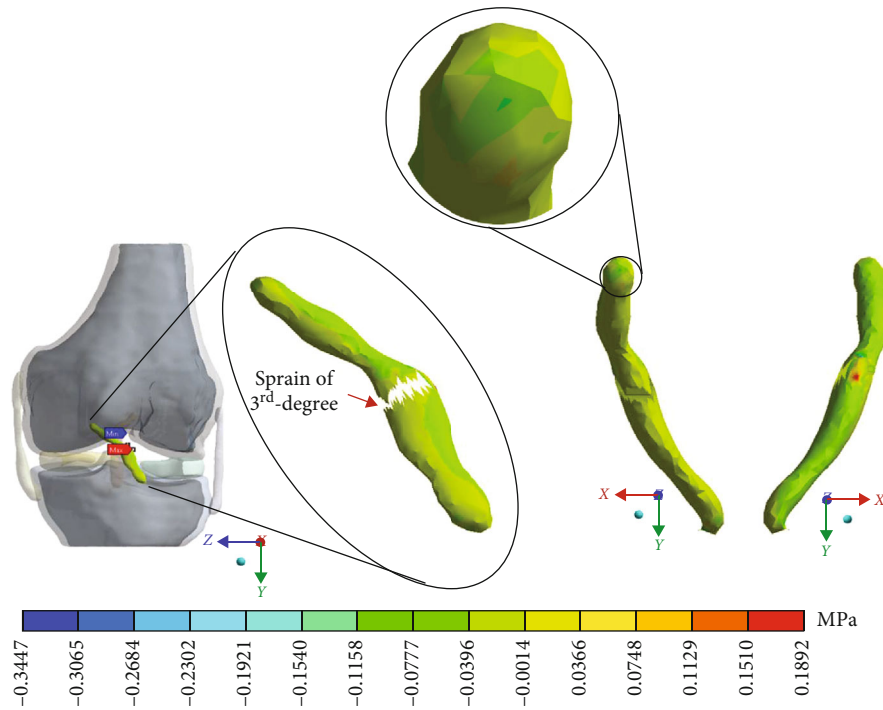 Sprain of
3rd-degree
Min
Max
Z
X
Y
X
Z
Y
Z
X
Y
MPa
−0.3447
−0.3065
−0.2684
−0.2302
−0.1921
−0.1540
−0.1158
−0.0777
−0.0396
−0.0014
0.0366
0.0748
0.1129
0.1510
0.1892